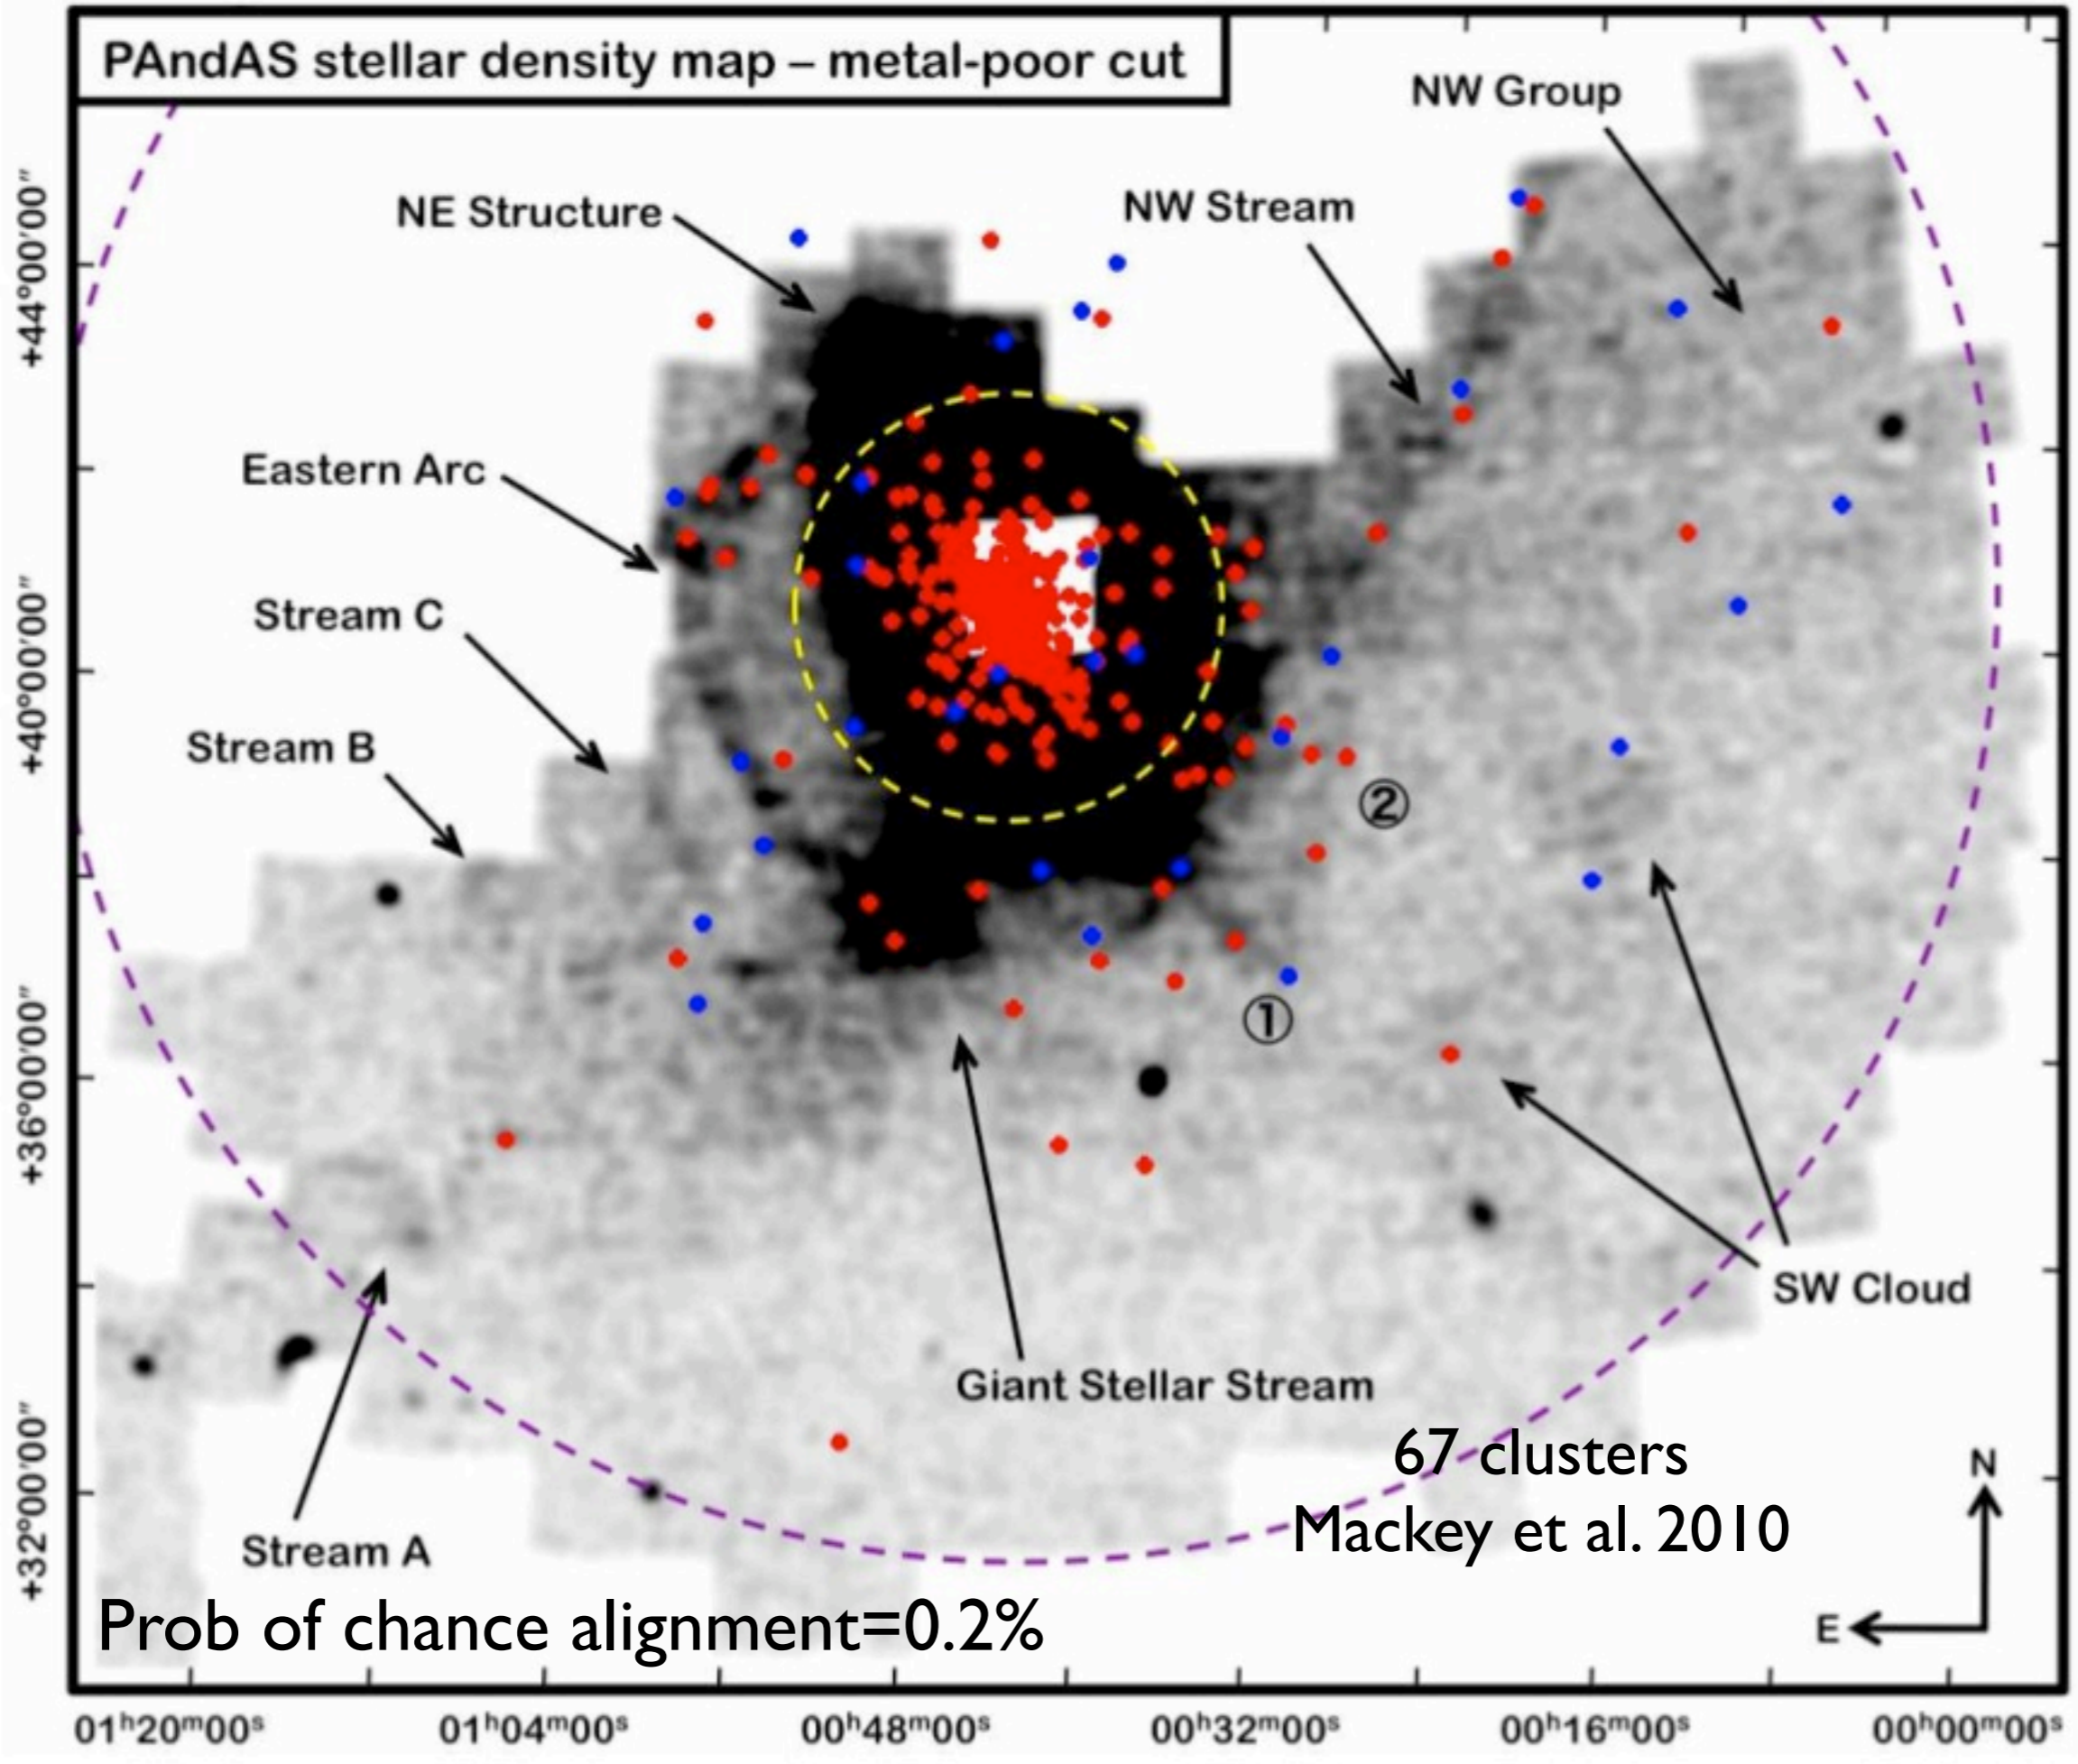 PAndAS stellar density map – metal-poor cut
NW Group
NE Structure
NW Stream
Eastern Arc
Stream C
Stream B
②
①
SW Cloud
Giant Stellar Stream
67 clusters
Mackey et al. 2010
Stream A
Prob of chance alignment=0.2%
N
E
+44°00′00″
+40°00′00″
+36°00′00″
+32°00′00″
01ʰ20ᵐ00ˢ 01ʰ04ᵐ00ˢ 00ʰ48ᵐ00ˢ 00ʰ32ᵐ00ˢ 00ʰ16ᵐ00ˢ 00ʰ00ᵐ00ˢ